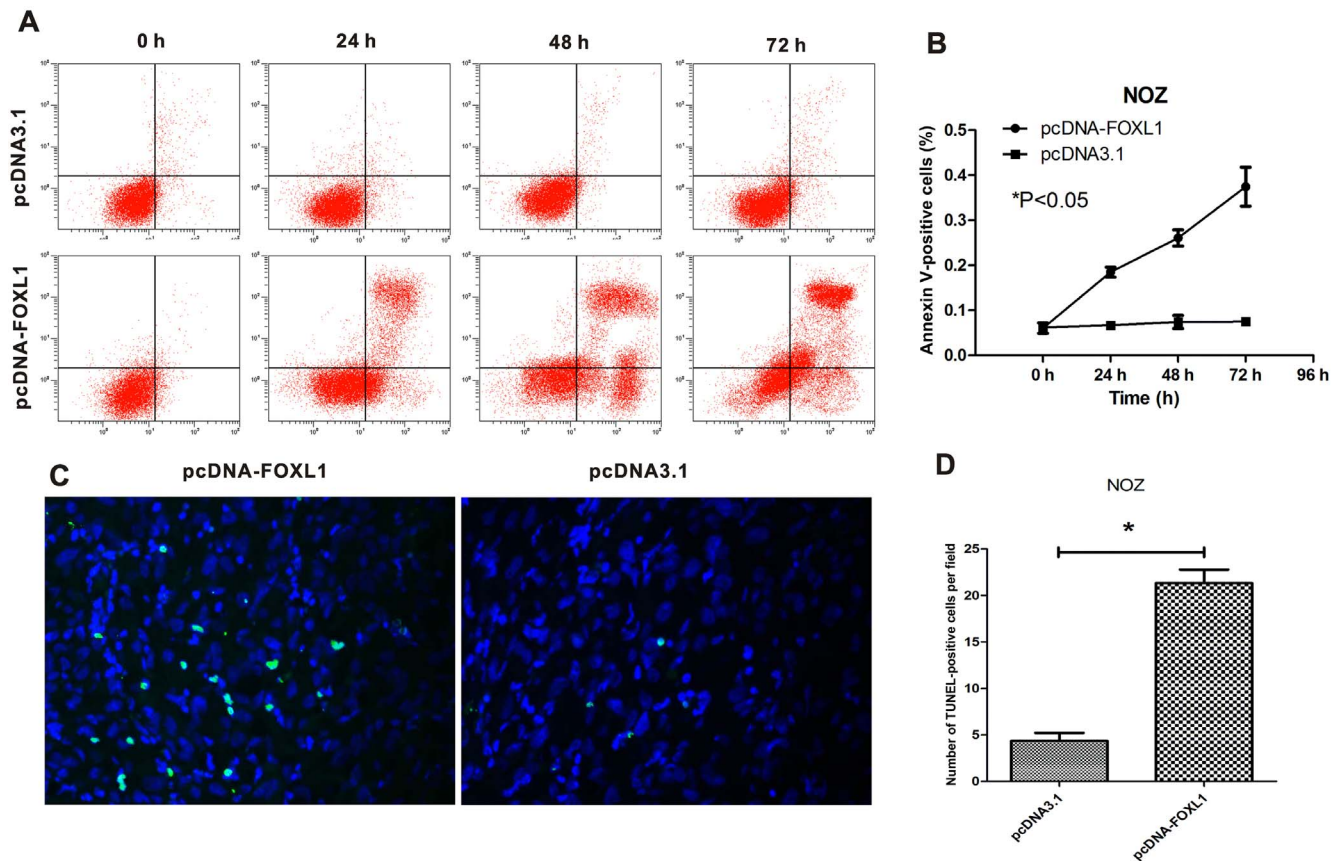 A
0 h
24 h
48 h
72 h
pcDNA3.1
pcDNA-FOXL1
B
NOZ
pcDNA-FOXL1
pcDNA3.1
*P<0.05
Annexin V-positive cells (%)
0.5
0.4
0.3
0.2
0.1
0.0
0 h
24 h
48 h
72 h
96 h
Time (h)
C
pcDNA-FOXL1
pcDNA3.1
D
NOZ
*
Number of TUNEL-positive cells per field
25
20
15
10
5
0
pcDNA3.1
pcDNA-FOXL1